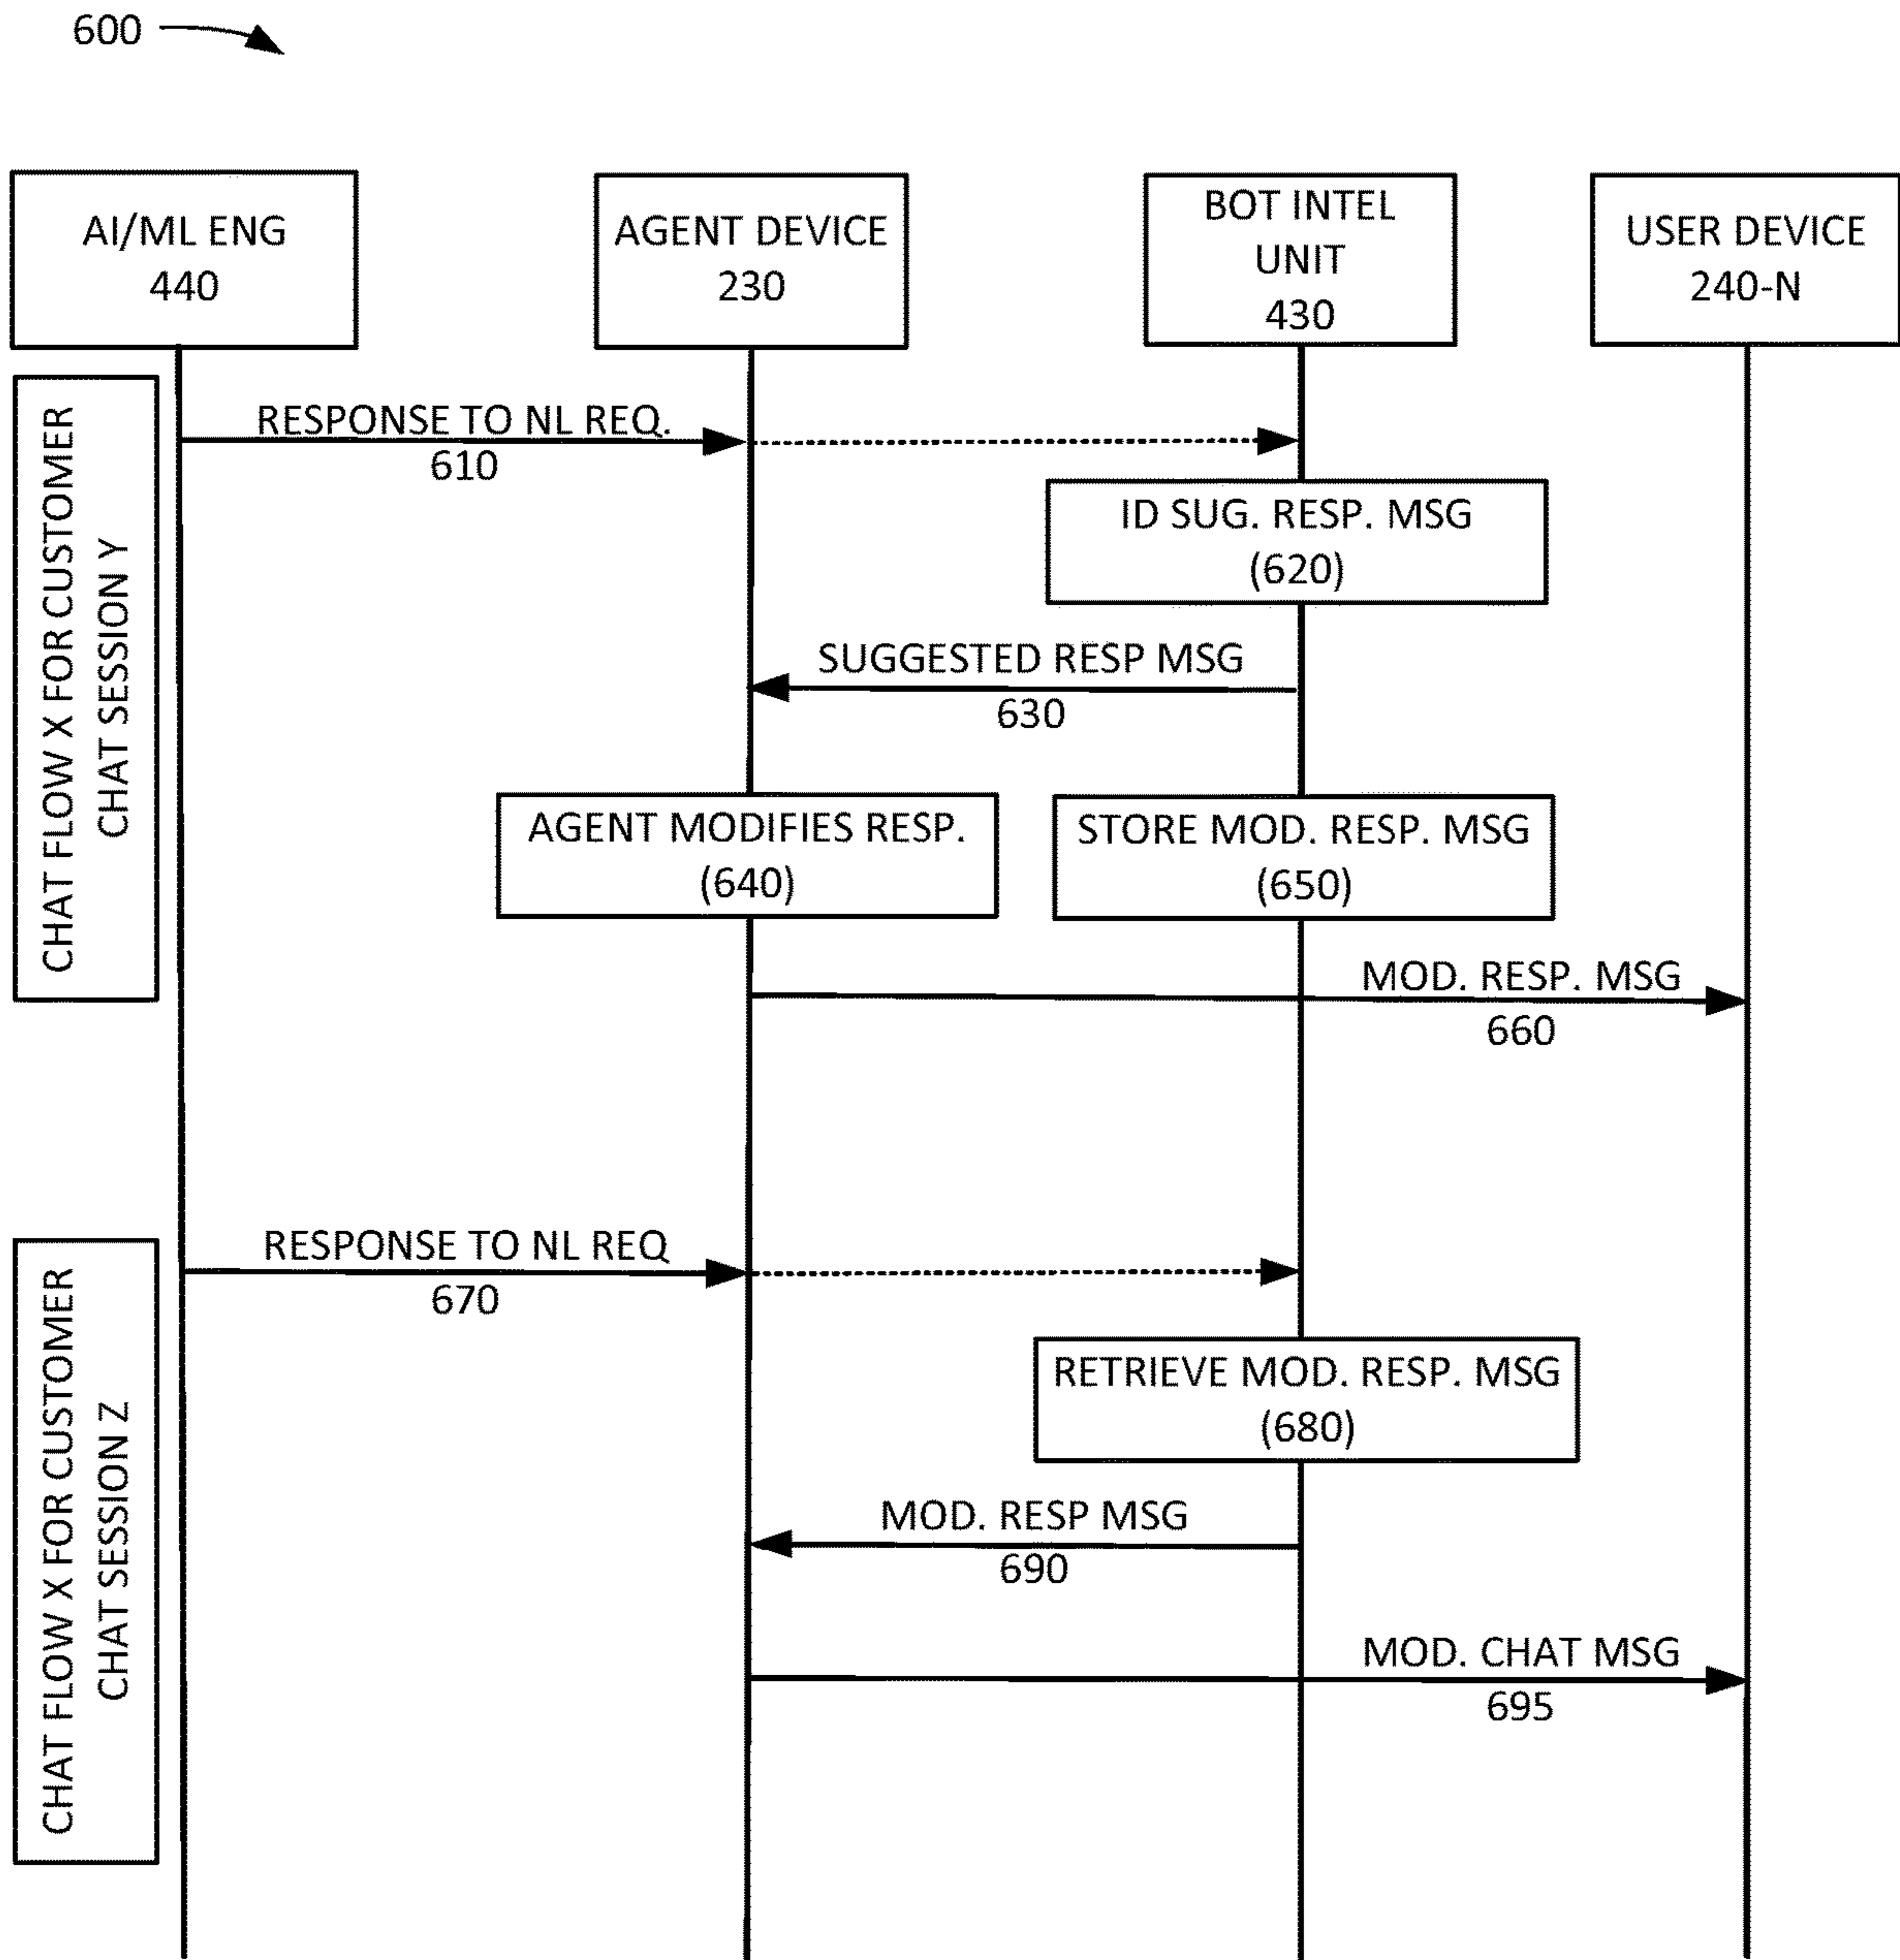 600
AI/ML ENG
440
AGENT DEVICE
230
BOT INTEL
UNIT
430
USER DEVICE
240-N
CHAT FLOW X FOR CUSTOMER
CHAT SESSION Y
RESPONSE TO NL REQ.
610
ID SUG. RESP. MSG
(620)
SUGGESTED RESP MSG
630
AGENT MODIFIES RESP.
(640)
STORE MOD. RESP. MSG
(650)
MOD. RESP. MSG
660
CHAT FLOW X FOR CUSTOMER
CHAT SESSION Z
RESPONSE TO NL REQ
670
RETRIEVE MOD. RESP. MSG
(680)
MOD. RESP MSG
690
MOD. CHAT MSG
695